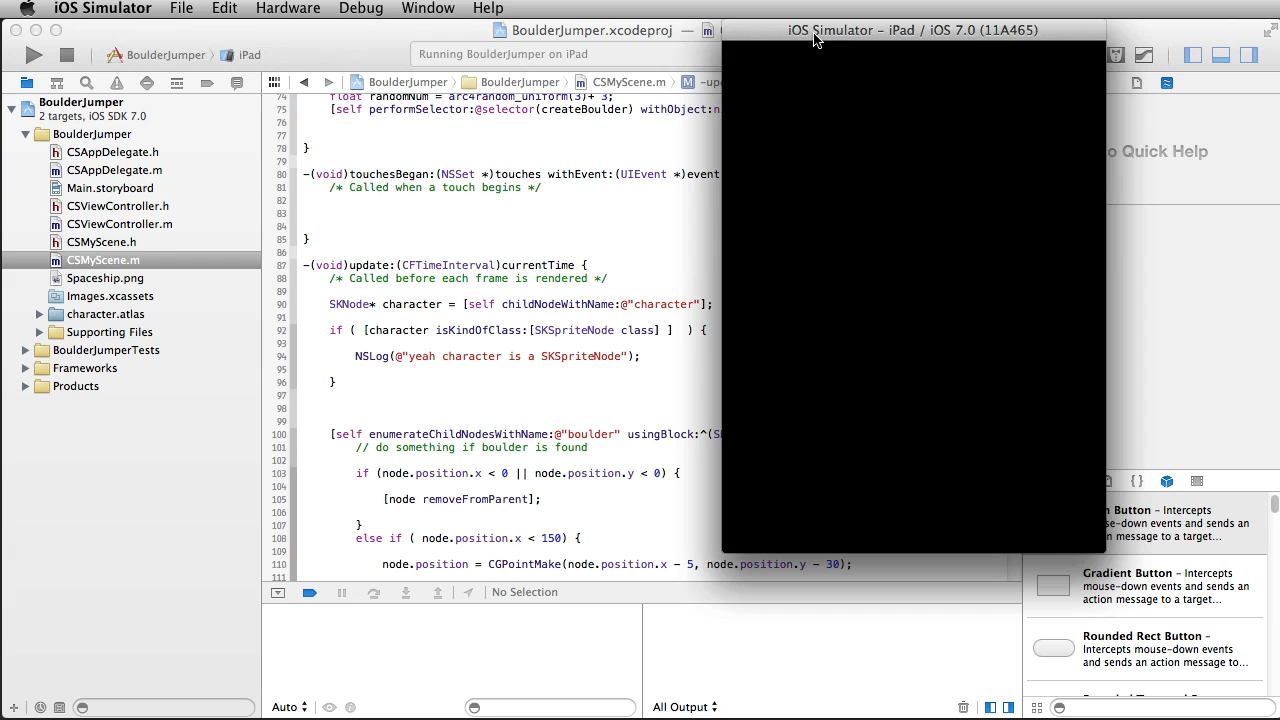 iOS Simulator File Edit Hardware Debug Window Help
BoulderJumper.xcodeproj —
iOS Simulator – iPad / iOS 7.0 (11A465)
BoulderJumper iPad
Running BoulderJumper on iPad
BoulderJumper BoulderJumper CSMyScene.m M
BoulderJumper
2 targets, iOS SDK 7.0
BoulderJumper
CSAppDelegate.h
CSAppDelegate.m
Main.storyboard
CSViewController.h
CSViewController.m
CSMyScene.h
CSMyScene.m
Spaceship.png
Images.xcassets
character.atlas
Supporting Files
BoulderJumperTests
Frameworks
Products
74 float randomNum = arc4random_uniform(3)+ 3;
75 [self performSelector:@selector(createBoulder) withObject:
76
77
78 }
79
80 -(void)touchesBegan:(NSSet *)touches withEvent:(UIEvent *)event
81 /* Called when a touch begins */
82
83
84
85 }
86
87 -(void)update:(CFTimeInterval)currentTime {
88 /* Called before each frame is rendered */
89
90 SKNode* character = [self childNodeWithName:@"character"];
91
92 if ( [character isKindOfClass:[SKSpriteNode class] ] ) {
93
94 NSLog(@"yeah character is a SKSpriteNode");
95
96 }
97
98
99
100 [self enumerateChildNodesWithName:@"boulder" usingBlock:^(
101 // do something if boulder is found
102
103 if (node.position.x < 0 || node.position.y < 0) {
104
105 [node removeFromParent];
106
107 }
108 else if ( node.position.x < 150) {
109
110 node.position = CGPointMake(node.position.x - 5, node.position.y - 30);
111
Quick Help
{ }
Button – Intercepts
mouse-down events and sends an
action message to a target...
Gradient Button – Intercepts
mouse-down events and sends an
action message to a target...
Rounded Rect Button –
Intercepts mouse-down events
and sends an action message to...
No Selection
Auto
All Output